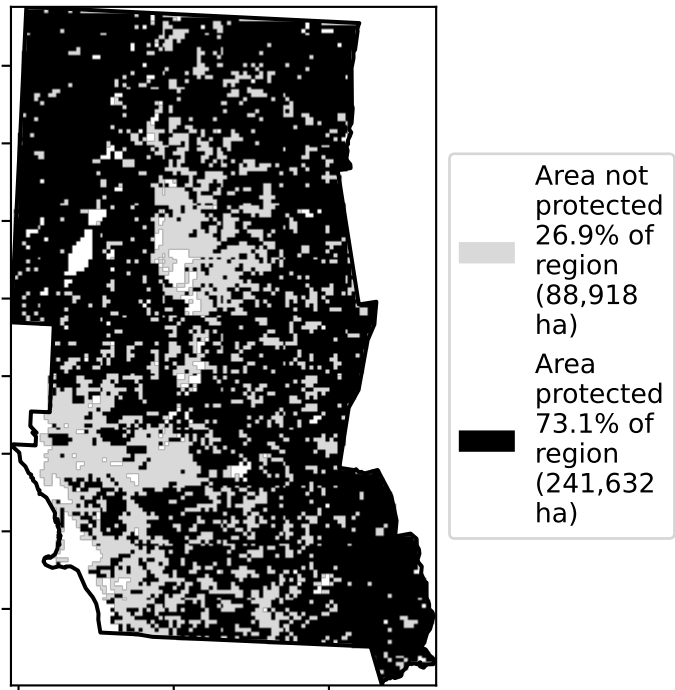 Area not
protected
26.9% of
region
(88,918
ha)
Area
protected
73.1% of
region
(241,632
ha)